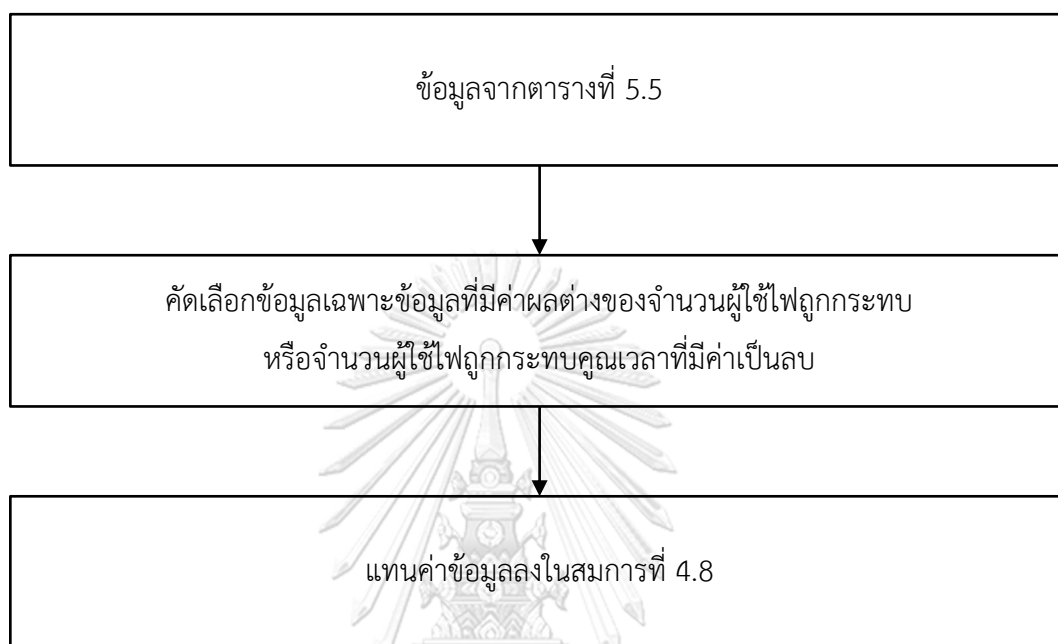 ข้อมูลจากตารางที่ 5.5
คัดเลือกข้อมูลเฉพาะข้อมูลที่มีค่าผลต่างของจำนวนผู้ใช้ไฟถูกกระทบ
หรือจำนวนผู้ใช้ไฟถูกกระทบคูณเวลาที่มีค่าเป็นลบ
แทนค่าข้อมูลลงในสมการที่ 4.8